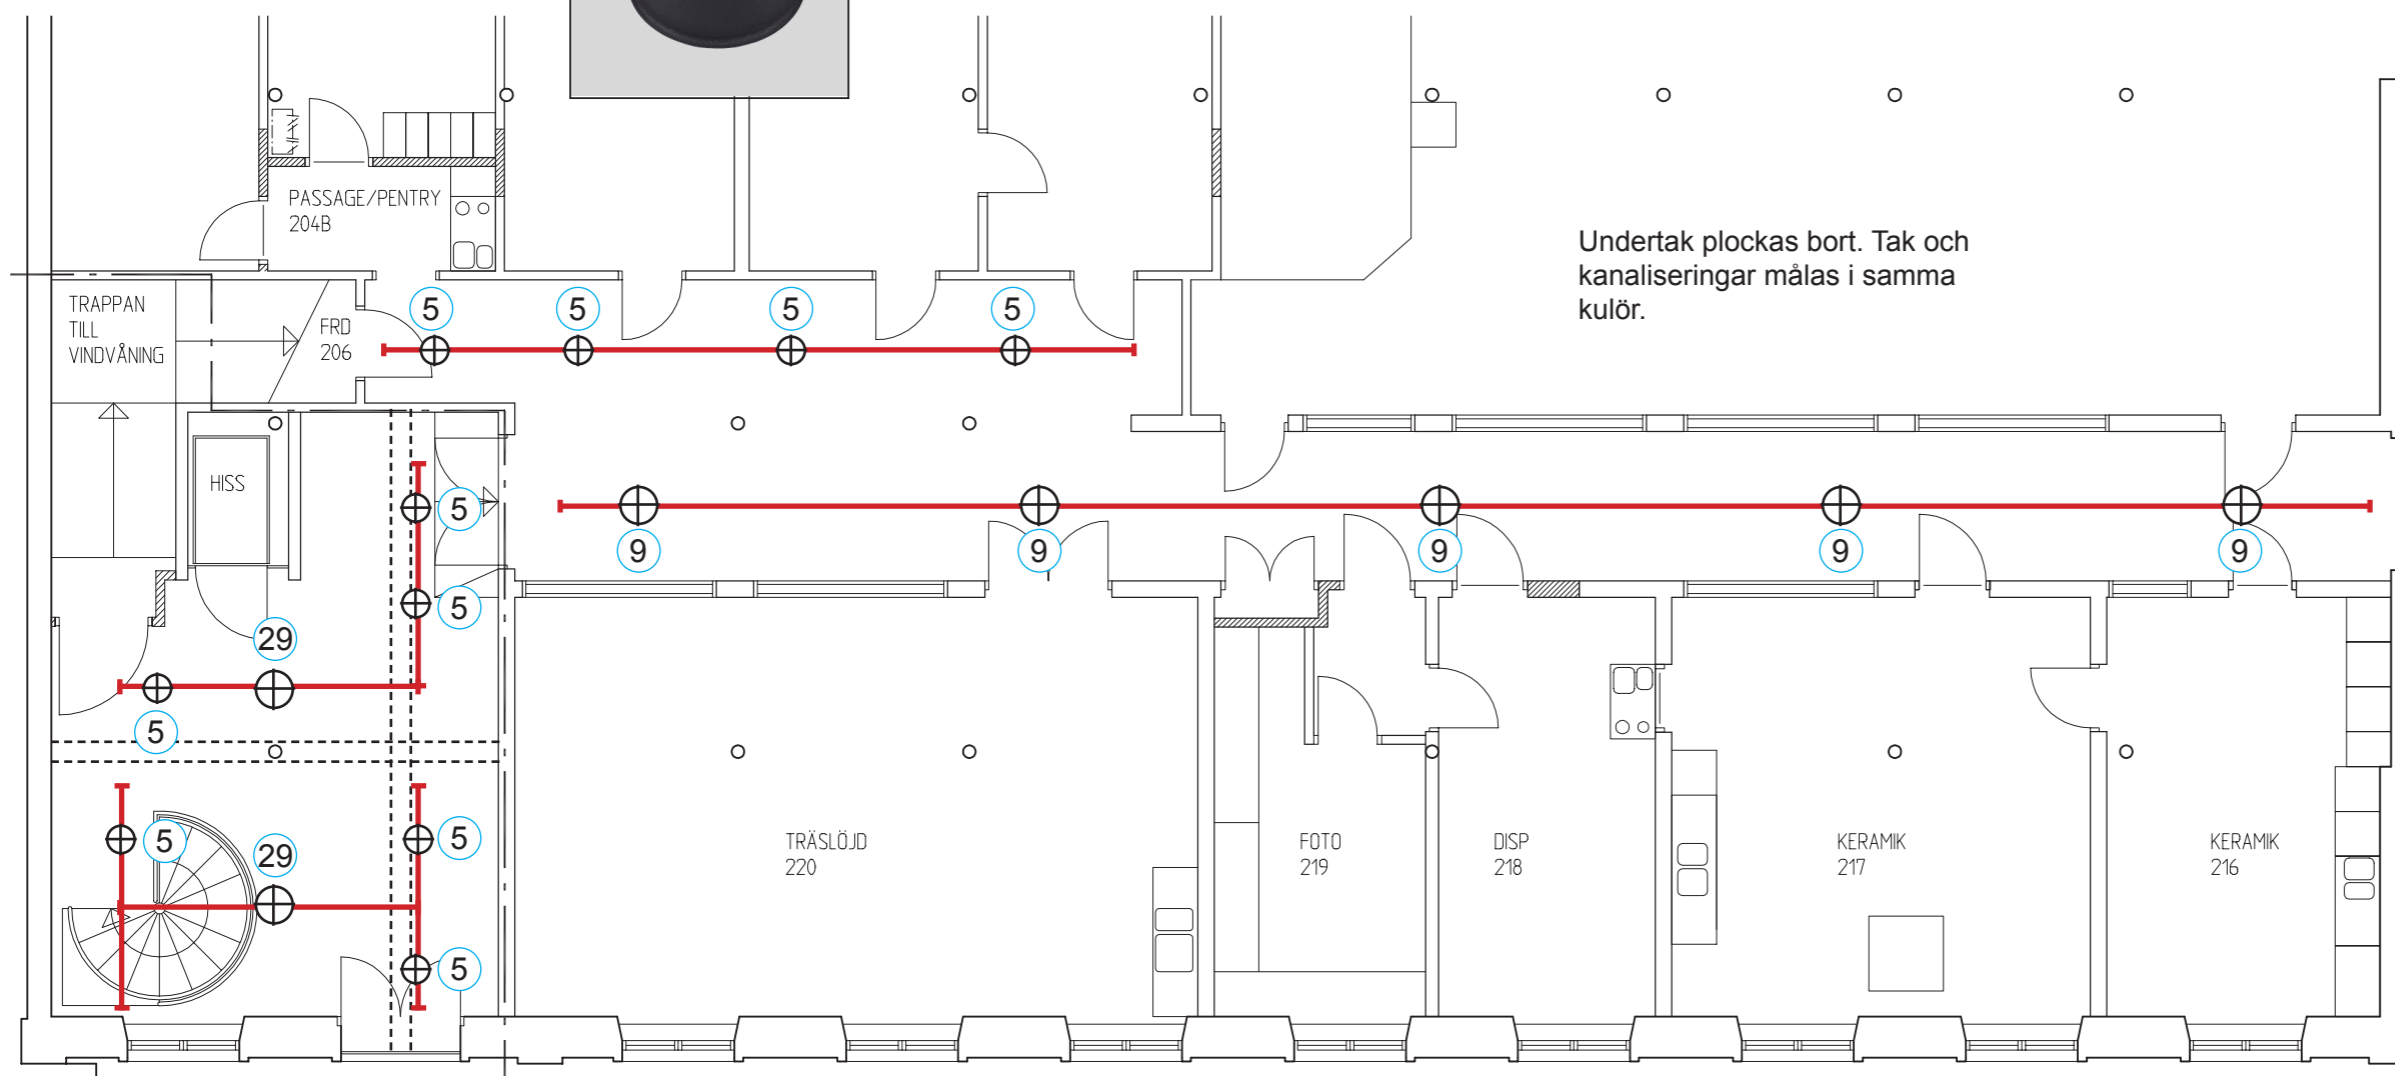 PASSAGE/PENTRY
204B
Undertak plockas bort. Tak och
kanaliseringar målas i samma
kulör.
TRAPPAN
TILL
VINDVÅNING
FRD
206
5
5
5
5
HISS
5
9
9
9
9
9
5
29
5
5
29
5
TRÄSLÖJD
220
FOTO
219
DISP
218
KERAMIK
217
KERAMIK
216
5